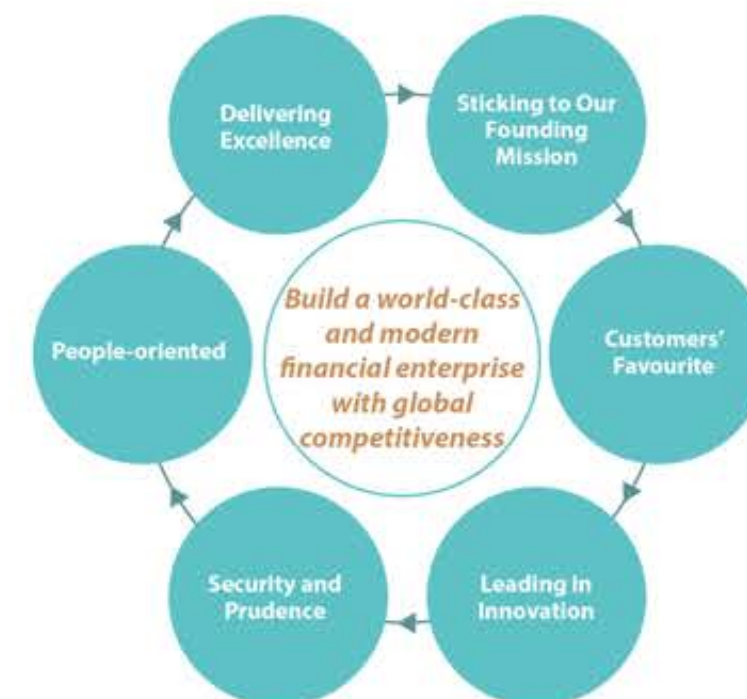 Delivering
Excellence
Sticking to Our
Founding
Mission
Customers'
Favourite
Leading in
Innovation
Security and
Prudence
People-oriented
Build a world-class
and modern
financial enterprise
with global
competitiveness